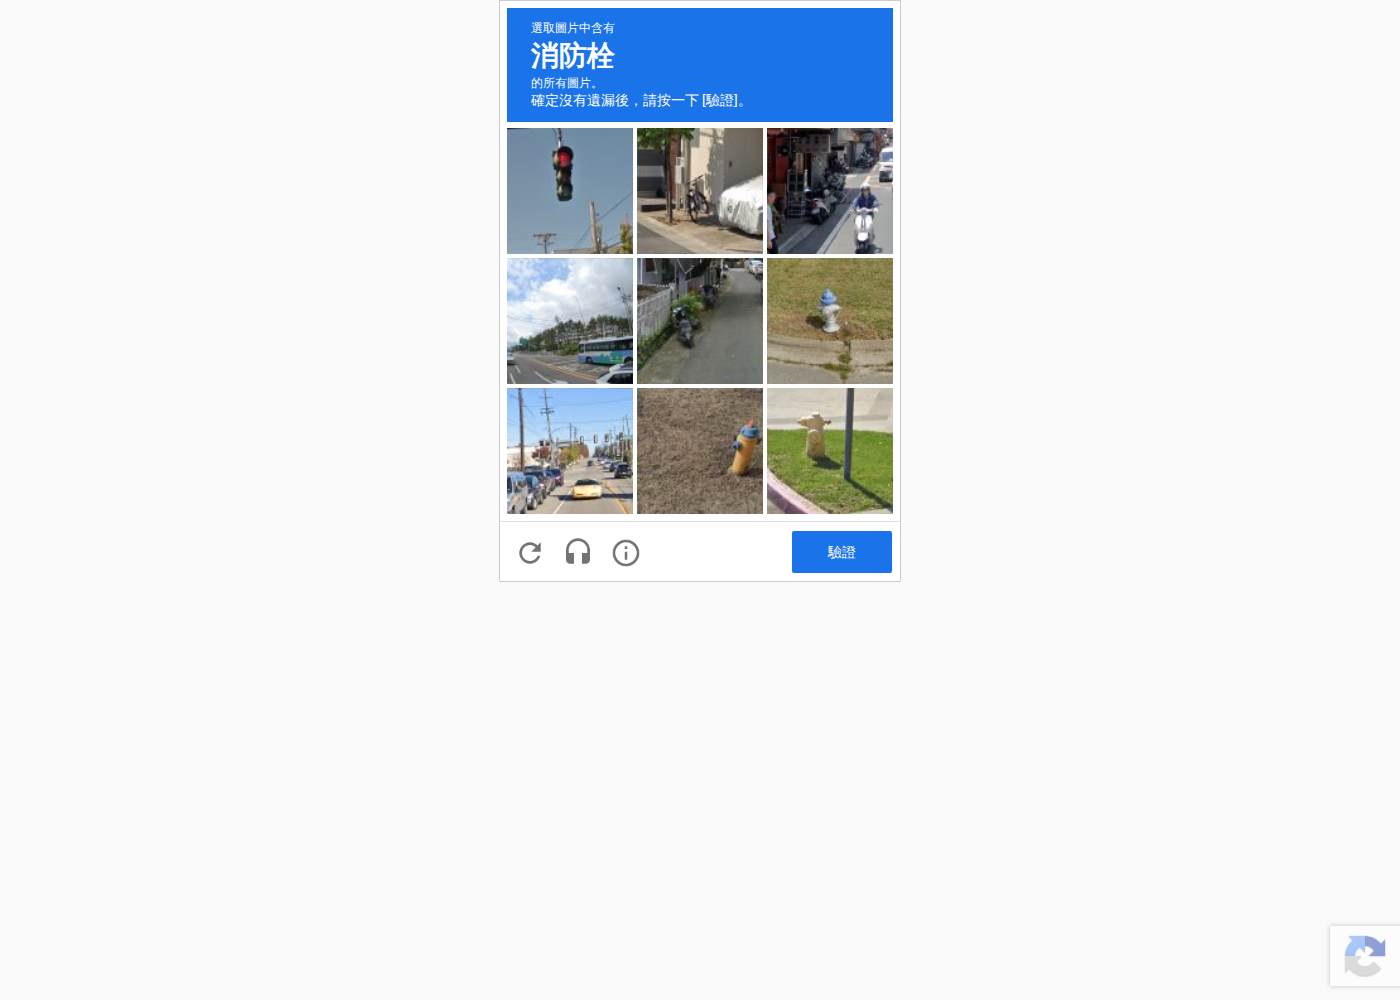 選取圖片中含有
消防栓
的所有圖片。
確定沒有遺漏後，請按一下 [驗證]。
驗證